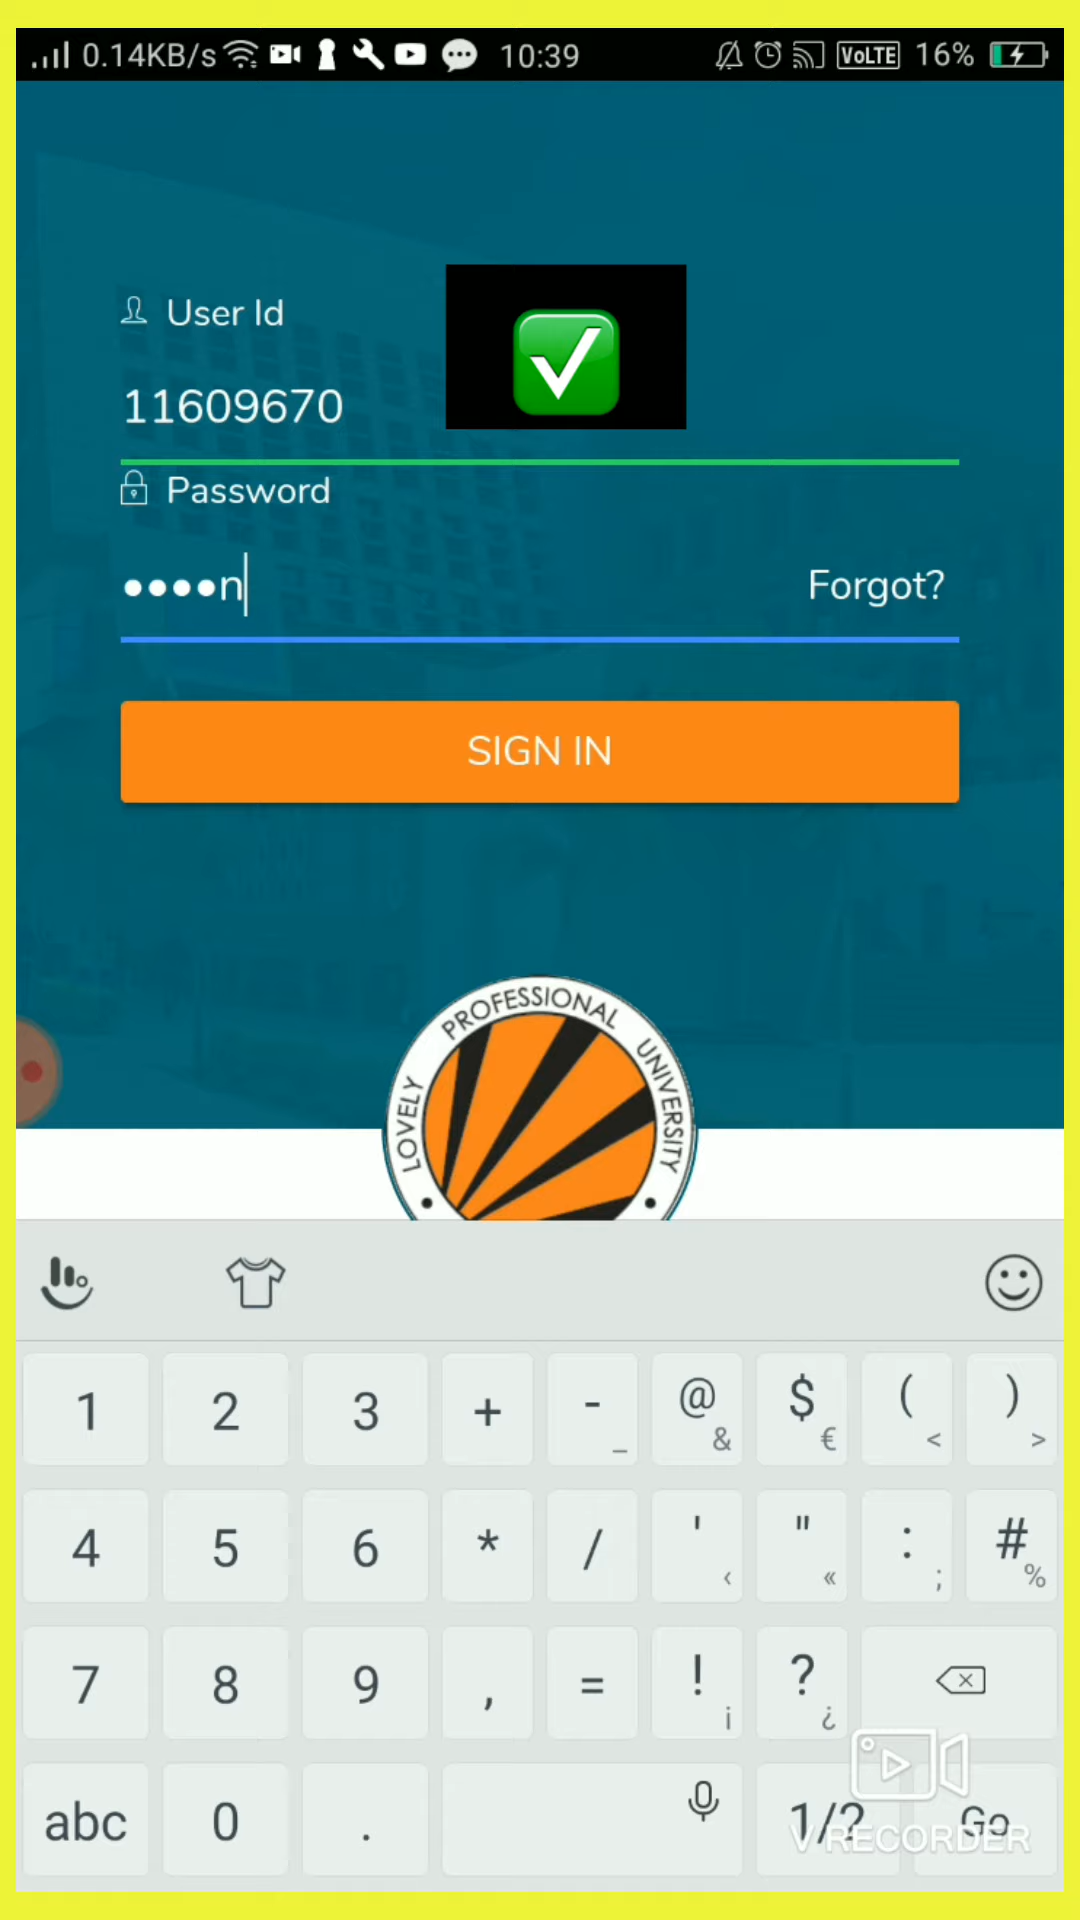 0.14KB/s 10:39 VoLTE 16%
User Id
11609670
Password
••••n
Forgot?
SIGN IN
LOVELY PROFESSIONAL UNIVERSITY
1 2 3 + - _ @ & $ € ( < ) >
4 5 6 * / ' ‹ " « : ; # %
7 8 9 , = ! ¡ ? ¿
abc 0 . 1/2 Go
V RECORDER